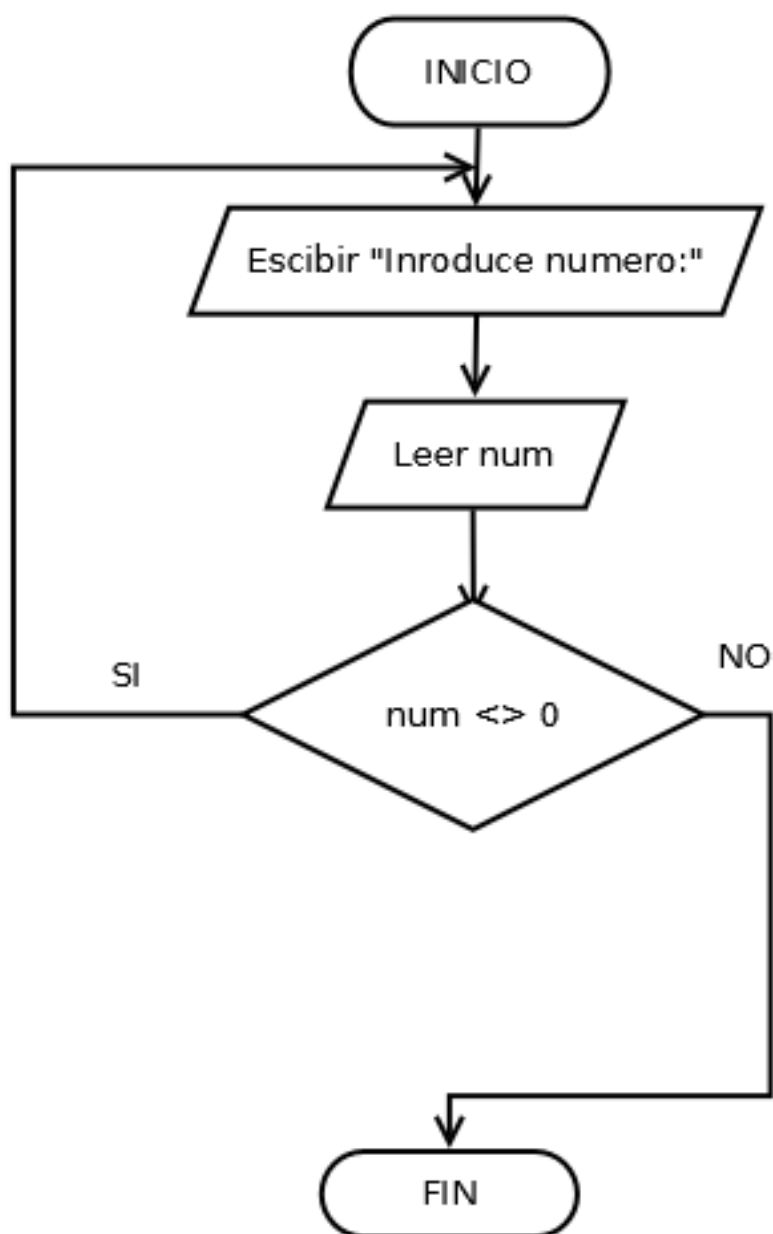 INICIO
Escibir "Inroduce numero:"
Leer num
SI
NO
num <> 0
FIN